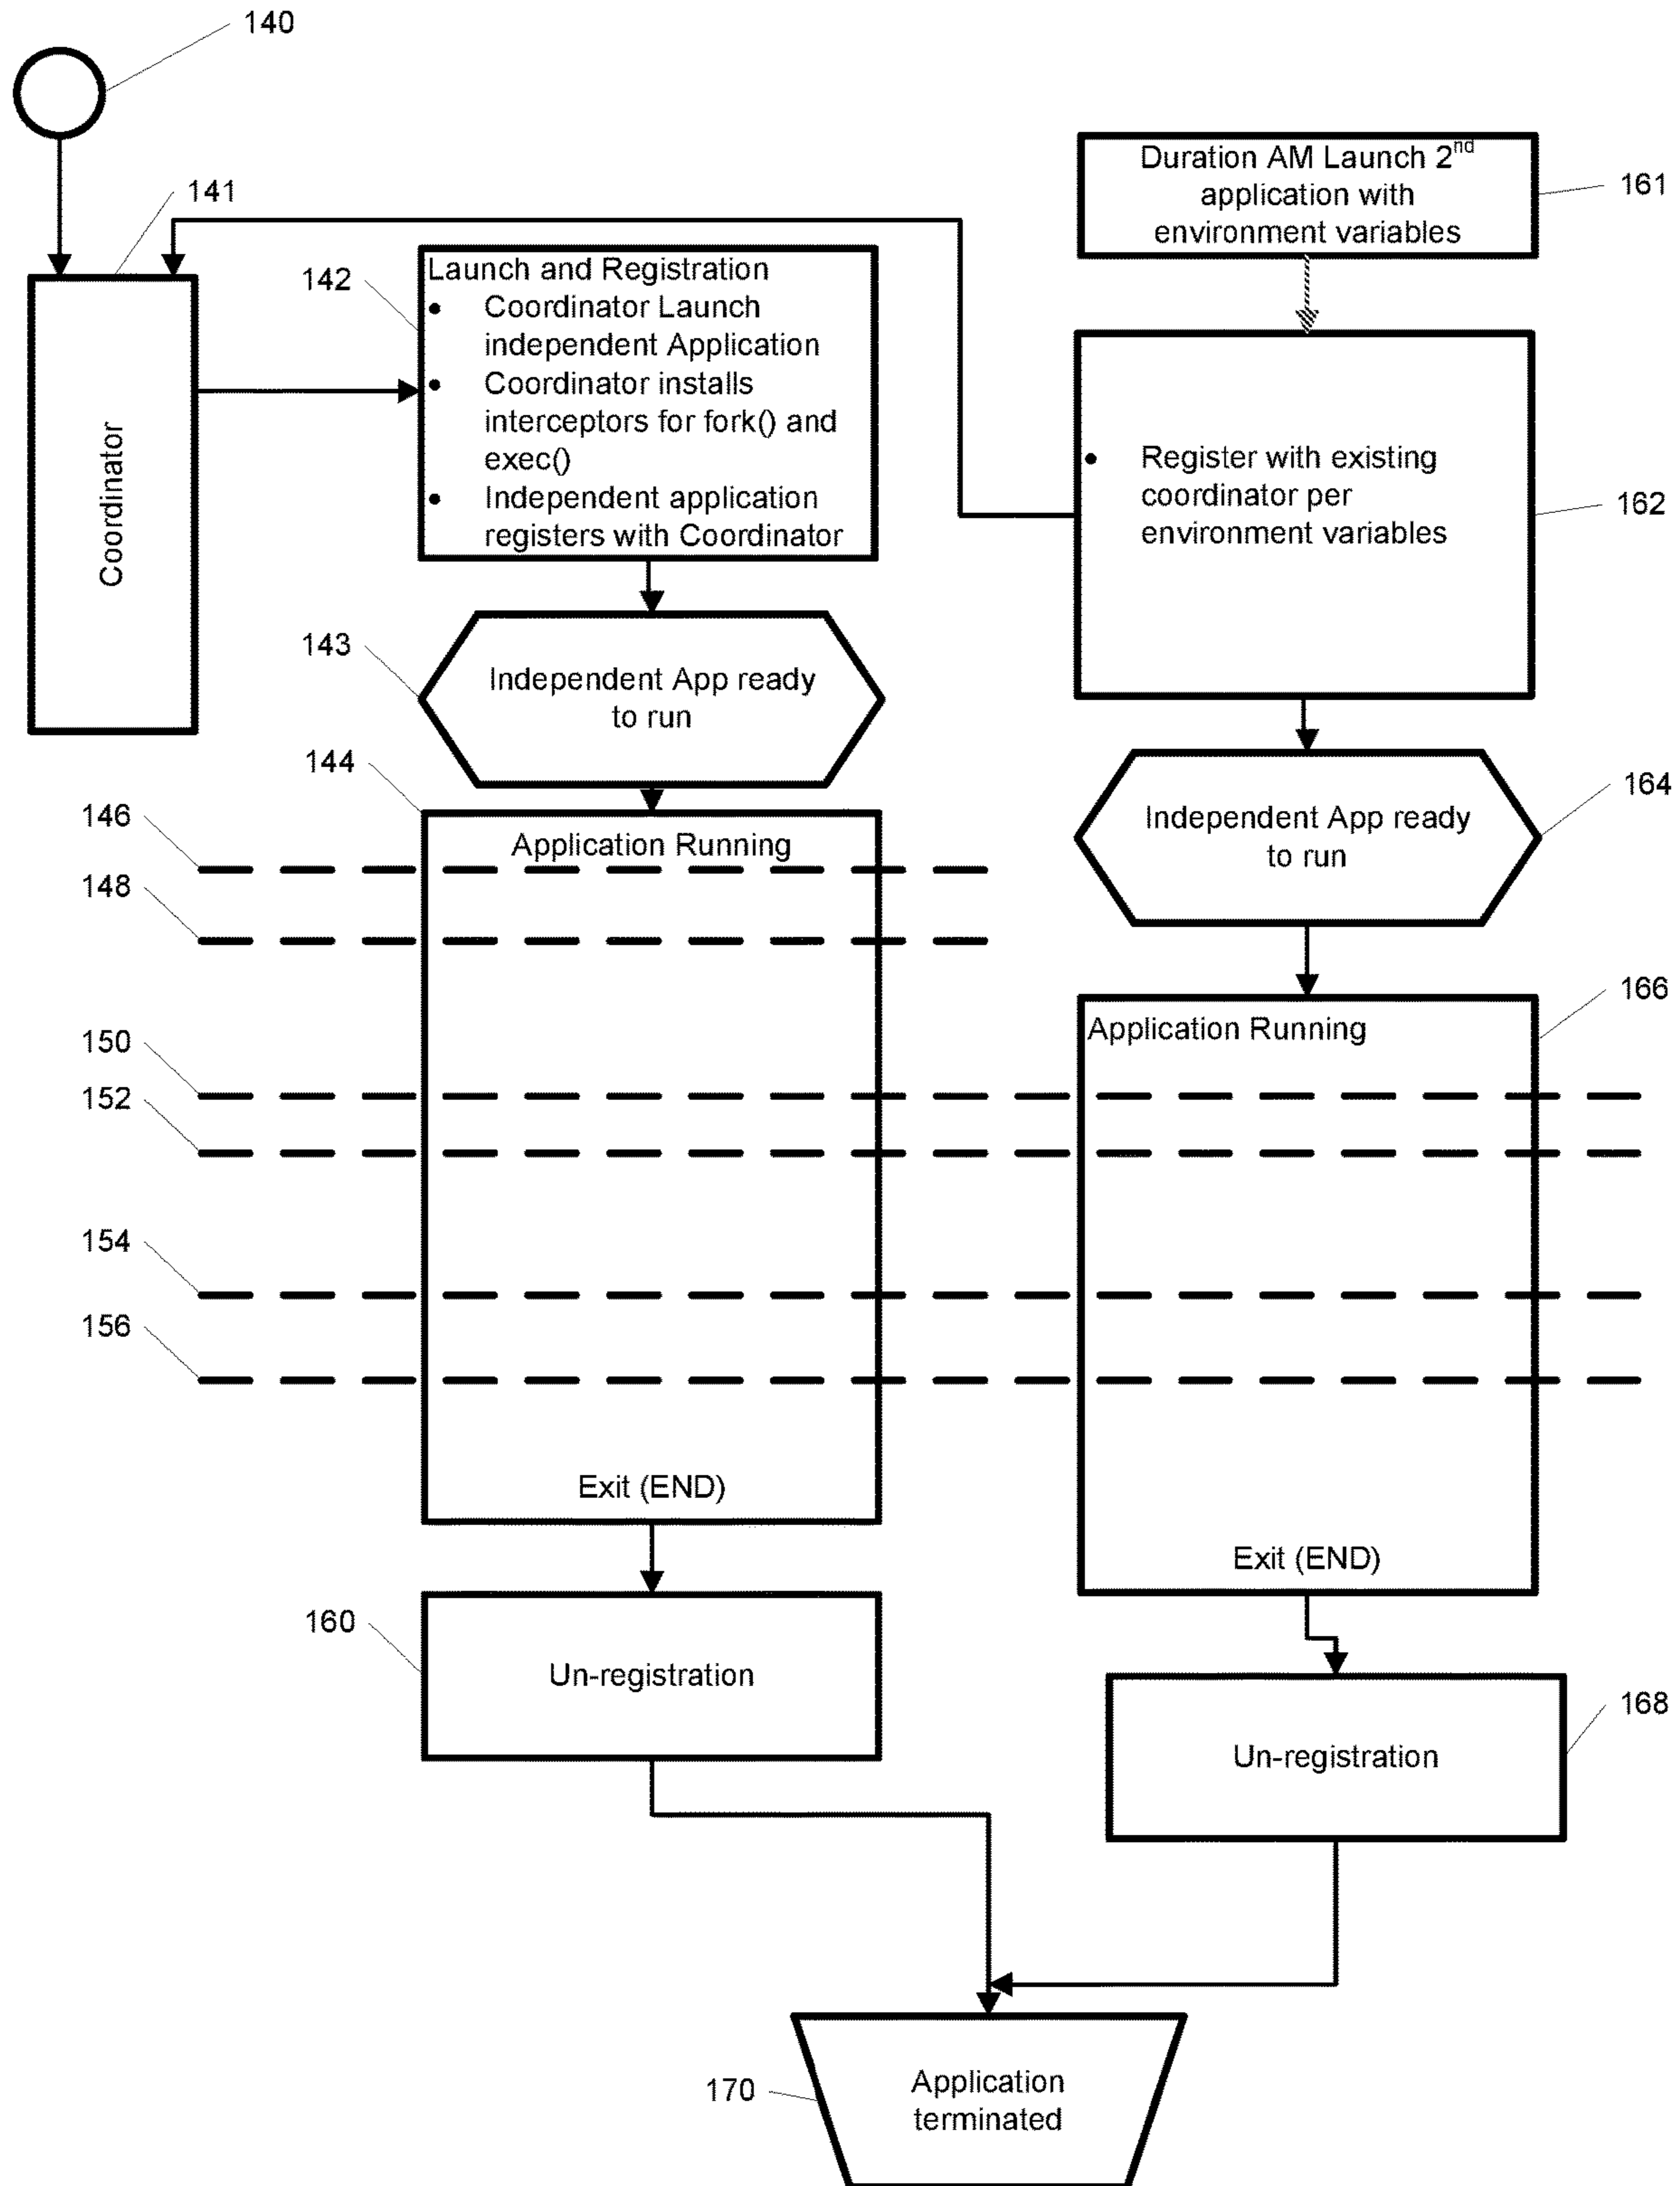 140
Duration AM Launch 2nd
application with
environment variables
161
141
Coordinator
142
Launch and Registration
• Coordinator Launch
independent Application
• Coordinator installs
interceptors for fork() and
exec()
• Independent application
registers with Coordinator
• Register with existing
coordinator per
environment variables
162
143
Independent App ready
to run
144
Application Running
146
148
Independent App ready
to run
164
Application Running
166
150
152
154
156
Exit (END)
Exit (END)
160
Un-registration
Un-registration
168
170
Application
terminated